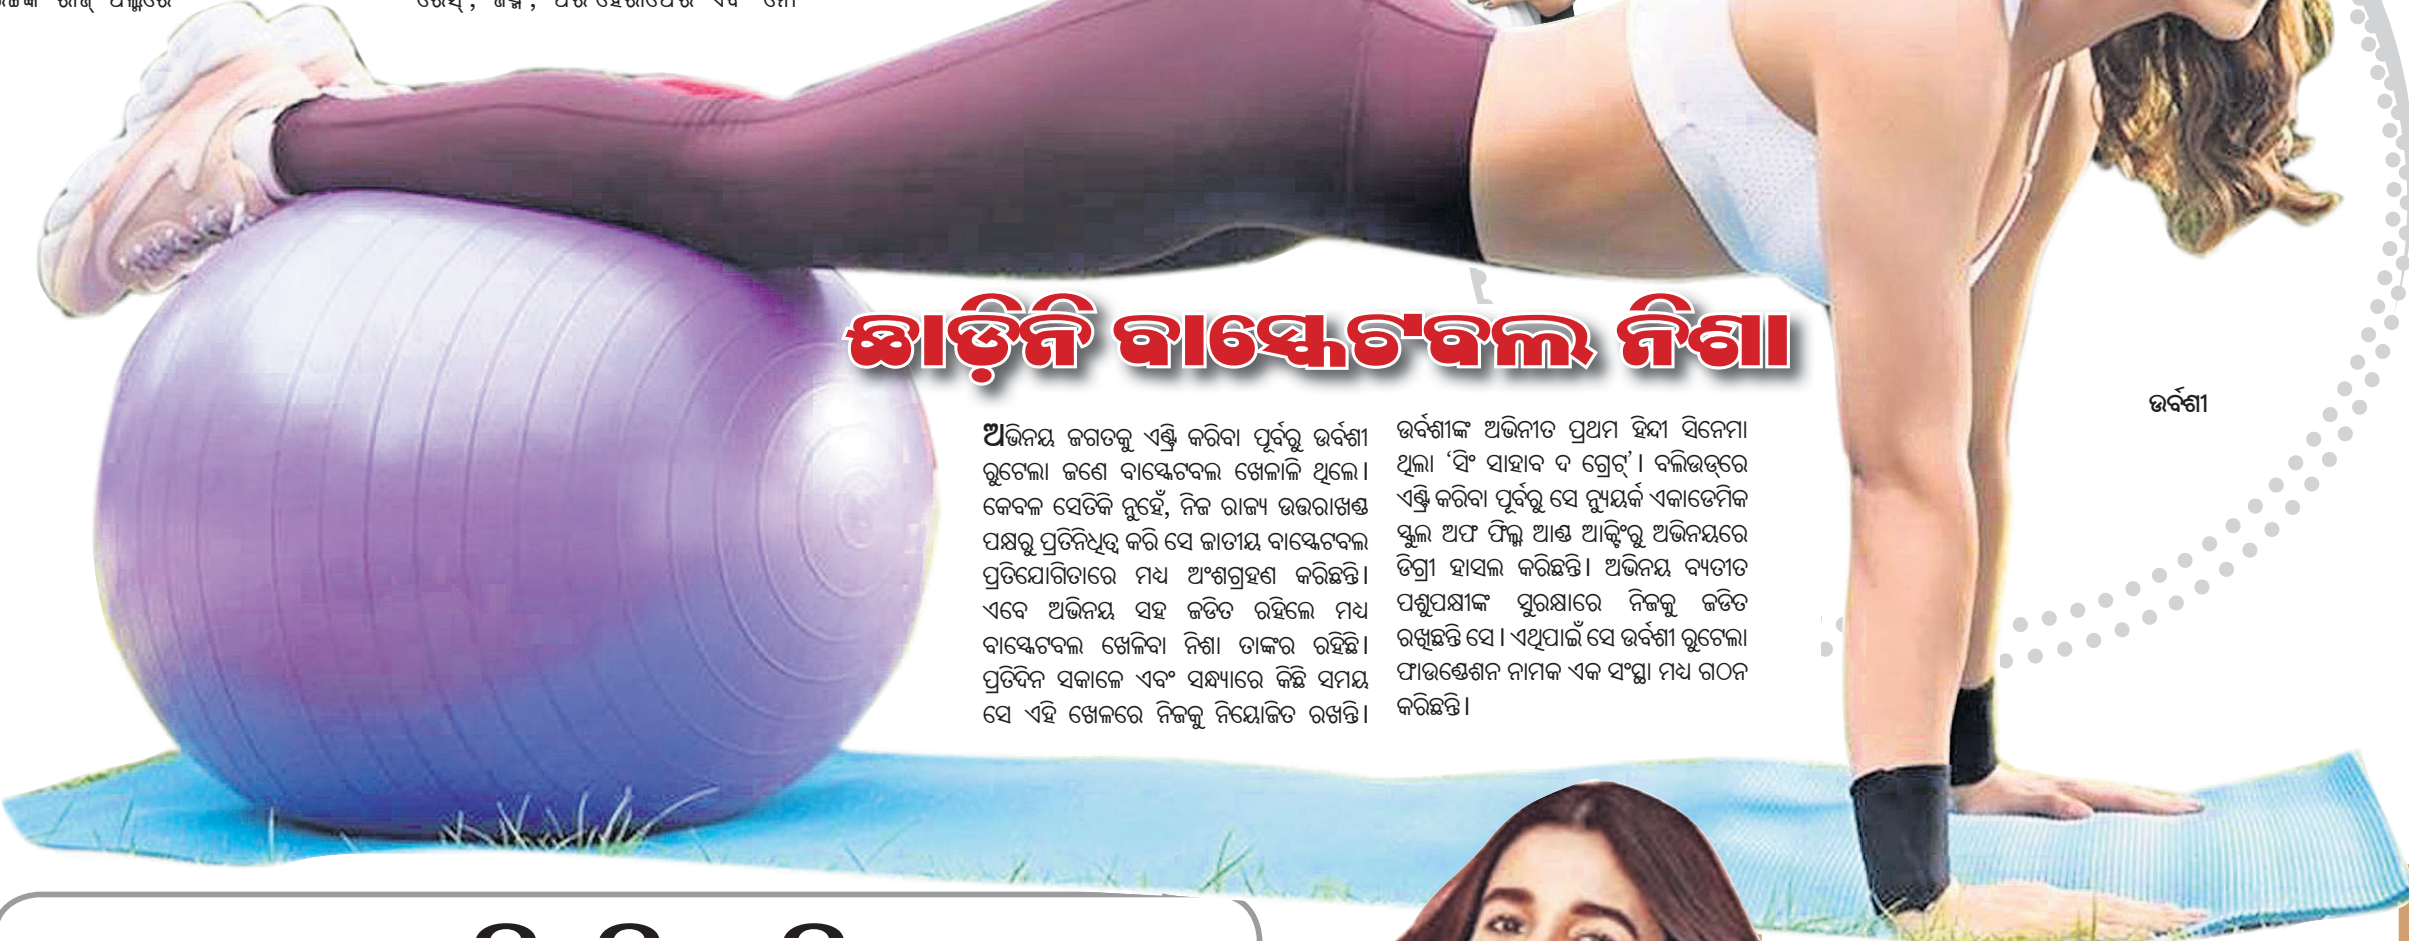 ଛାଡ଼ିନି ବାସ୍କେଟବଲ ନିଶା
ଅଭିନୟ ଜଗତକୁ ଏଣ୍ଟ୍ରି କରିବା ପୂର୍ବରୁ ଉର୍ବଶୀ
ରୁଟେଲା ଜଣେ ବାସ୍କେଟବଲ ଖେଳାଳି ଥିଲେ।
କେବଳ ସେତିକି ନୁହେଁ, ନିଜ ରାଜ୍ୟ ଉତ୍ତରାଖଣ୍ଡ
ପକ୍ଷରୁ ପ୍ରତିନିଧିତ୍ୱ କରି ସେ ଜାତୀୟ ବାସ୍କେଟବଲ
ପ୍ରତିଯୋଗିତାରେ ମଧ୍ୟ ଅଂଶଗ୍ରହଣ କରିଛନ୍ତି।
ଏବେ ଅଭିନୟ ସହ ଜଡିତ ରହିଲେ ମଧ୍ୟ
ବାସ୍କେଟବଲ ଖେଳିବା ନିଶା ତାଙ୍କର ରହିଛି।
ପ୍ରତିଦିନ ସକାଳେ ଏବଂ ସନ୍ଧ୍ୟାରେ କିଛି ସମୟ
ସେ ଏହି ଖେଳରେ ନିଜକୁ ନିୟୋଜିତ ରଖନ୍ତି।
ଉର୍ବଶୀଙ୍କ ଅଭିନୀତ ପ୍ରଥମ ହିନ୍ଦୀ ସିନେମା
ଥିଲା ‘ସିଂ ସାହାବ ଦ ଗ୍ରେଟ୍’। ବଲିଉଡ୍‌ରେ
ଏଣ୍ଟ୍ରି କରିବା ପୂର୍ବରୁ ସେ ନ୍ୟୁୟର୍କ ଏକାଡେମିକ
ସ୍କୁଲ ଅଫ ଫିଲ୍ମ ଆଣ୍ଡ ଆକ୍ଟିଂରୁ ଅଭିନୟରେ
ଡିଗ୍ରୀ ହାସଲ କରିଛନ୍ତି। ଅଭିନୟ ବ୍ୟତୀତ
ପଶୁପକ୍ଷୀଙ୍କ ସୁରକ୍ଷାରେ ନିଜକୁ ଜଡିତ
ରଖିଛନ୍ତି ସେ। ଏଥିପାଇଁ ସେ ଉର୍ବଶୀ ରୁଟେଲା
ଫାଉଣ୍ଡେଶନ ନାମକ ଏକ ସଂସ୍ଥା ମଧ୍ୟ ଗଠନ
କରିଛନ୍ତି।
ଉର୍ବଶୀ